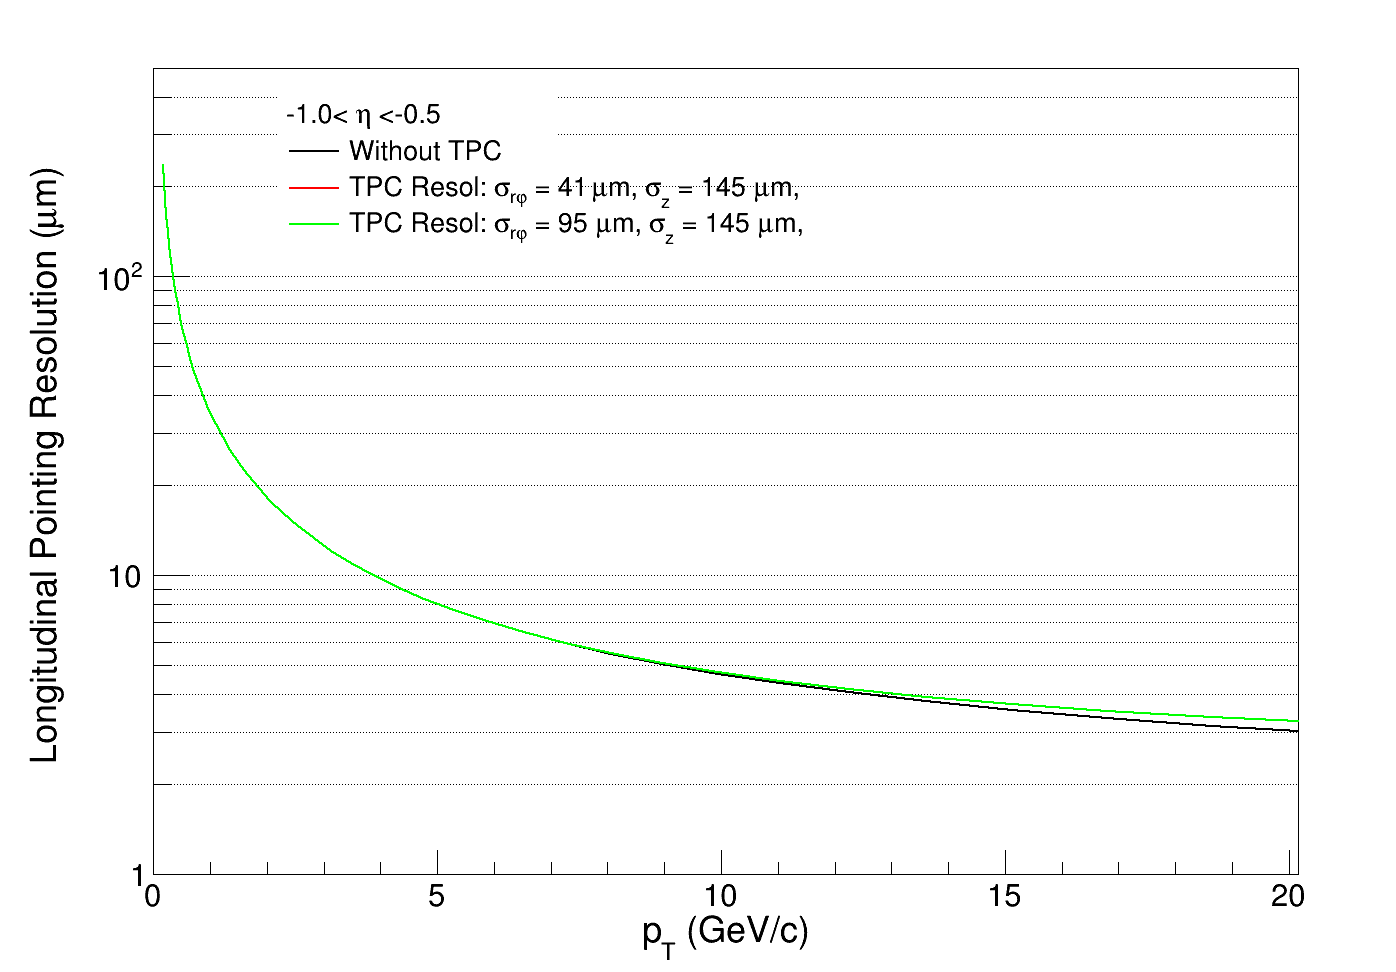 -1.0< η <-0.5
Without TPC
TPC Resol: σrφ = 41 μm, σz = 145 μm,
TPC Resol: σrφ = 95 μm, σz = 145 μm,
Longitudinal Pointing Resolution (μm)
10²
10
1
0 5 10 15 20
pT (GeV/c)